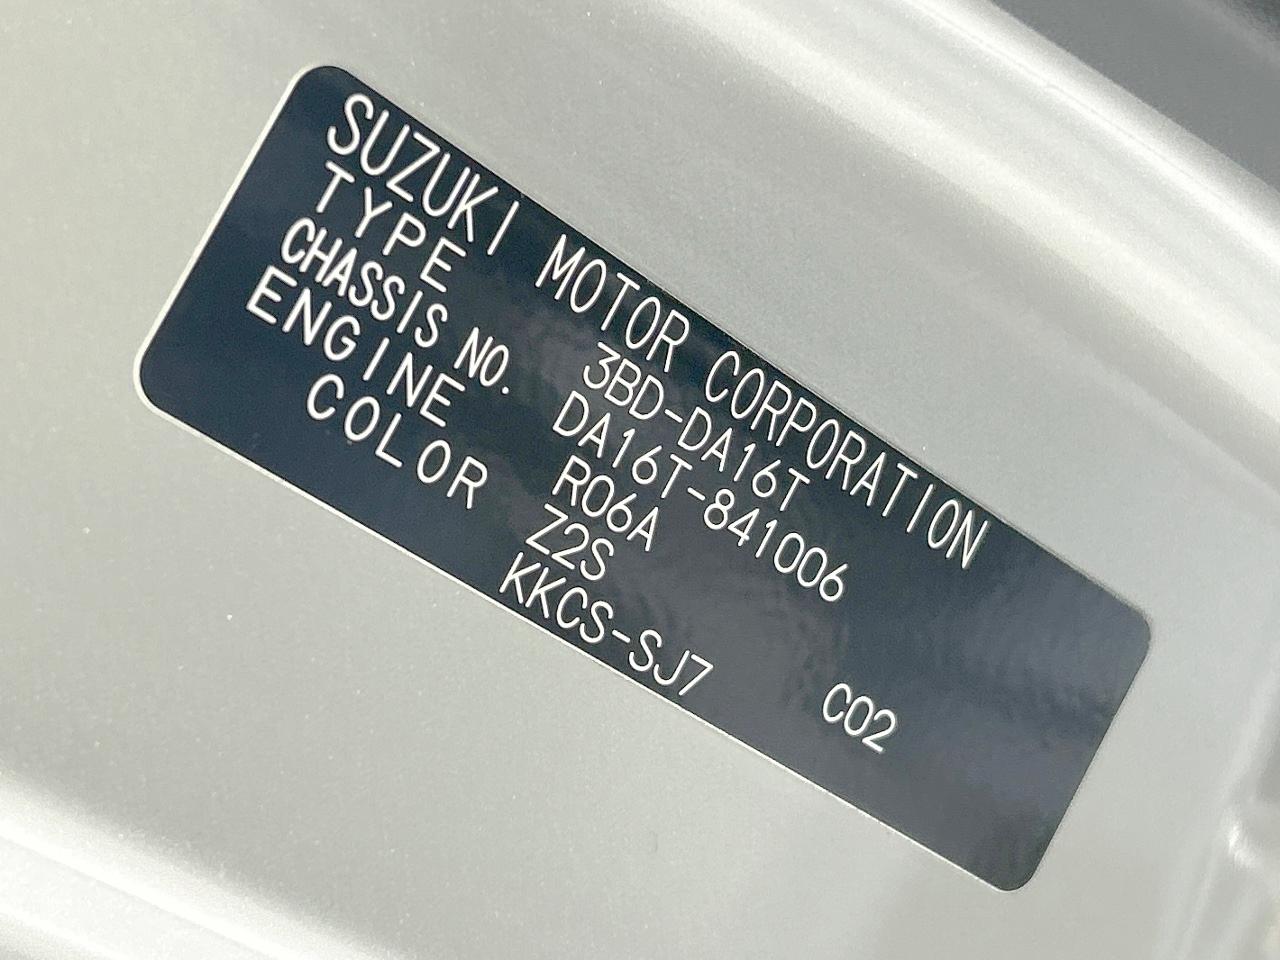 SUZUKI MOTOR CORPORATION
TYPE 3BD-DA16T
CHASSIS NO. DA16T-841006
ENGINE R06A
COLOR Z2S
KKCS-SJ7 C02